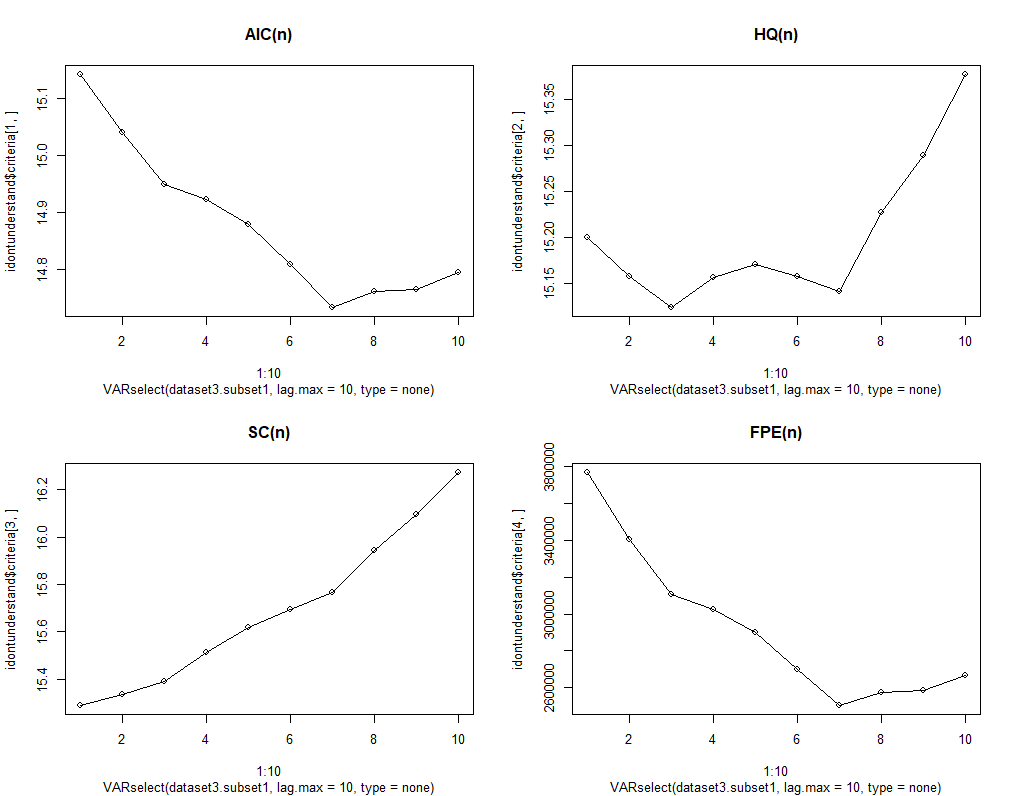 AIC(n)
idontunderstand$criteria[1, ]
15.1
15.0
14.9
14.8
2 4 6 8 10
1:10
VARselect(dataset3.subset1, lag.max = 10, type = none)
HQ(n)
idontunderstand$criteria[2, ]
15.35
15.30
15.25
15.20
15.15
2 4 6 8 10
1:10
VARselect(dataset3.subset1, lag.max = 10, type = none)
SC(n)
idontunderstand$criteria[3, ]
16.2
16.0
15.8
15.6
15.4
2 4 6 8 10
1:10
VARselect(dataset3.subset1, lag.max = 10, type = none)
FPE(n)
idontunderstand$criteria[4, ]
3800000
3400000
3000000
2600000
2 4 6 8 10
1:10
VARselect(dataset3.subset1, lag.max = 10, type = none)